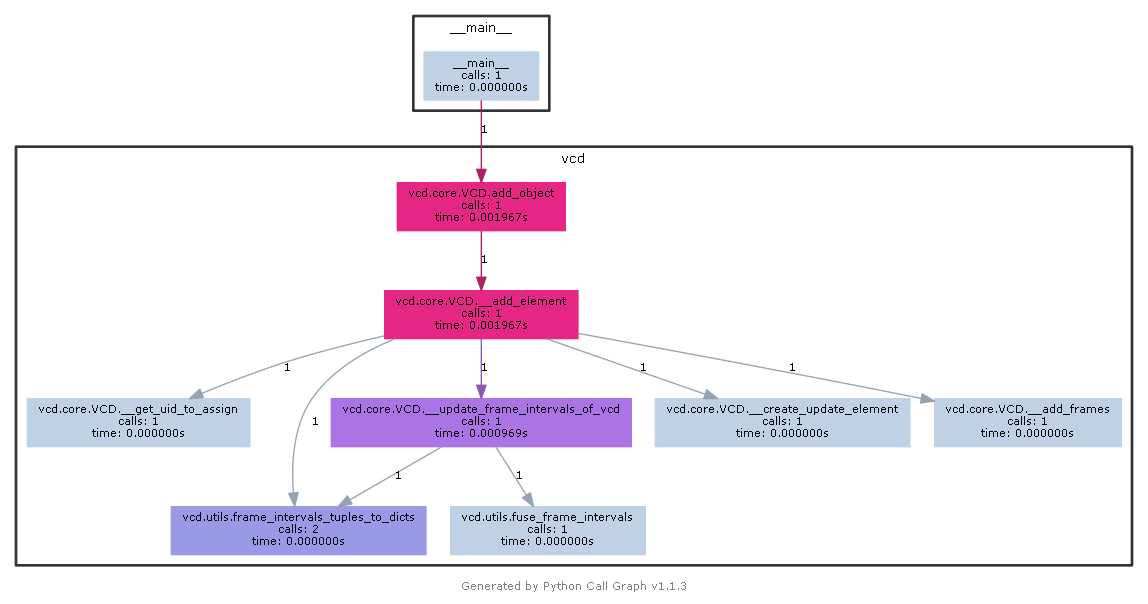 __main__
__main__
calls: 1
time: 0.000000s
1
vcd
vcd.core.VCD.add_object
calls: 1
time: 0.001967s
1
vcd.core.VCD.__add_element
calls: 1
time: 0.001967s
1
1
1
1
1
vcd.core.VCD.__get_uid_to_assign
calls: 1
time: 0.000000s
vcd.core.VCD.__update_frame_intervals_of_vcd
calls: 1
time: 0.000969s
vcd.core.VCD.__create_update_element
calls: 1
time: 0.000000s
vcd.core.VCD.__add_frames
calls: 1
time: 0.000000s
1
1
vcd.utils.frame_intervals_tuples_to_dicts
calls: 2
time: 0.000000s
vcd.utils.fuse_frame_intervals
calls: 1
time: 0.000000s
Generated by Python Call Graph v1.1.3